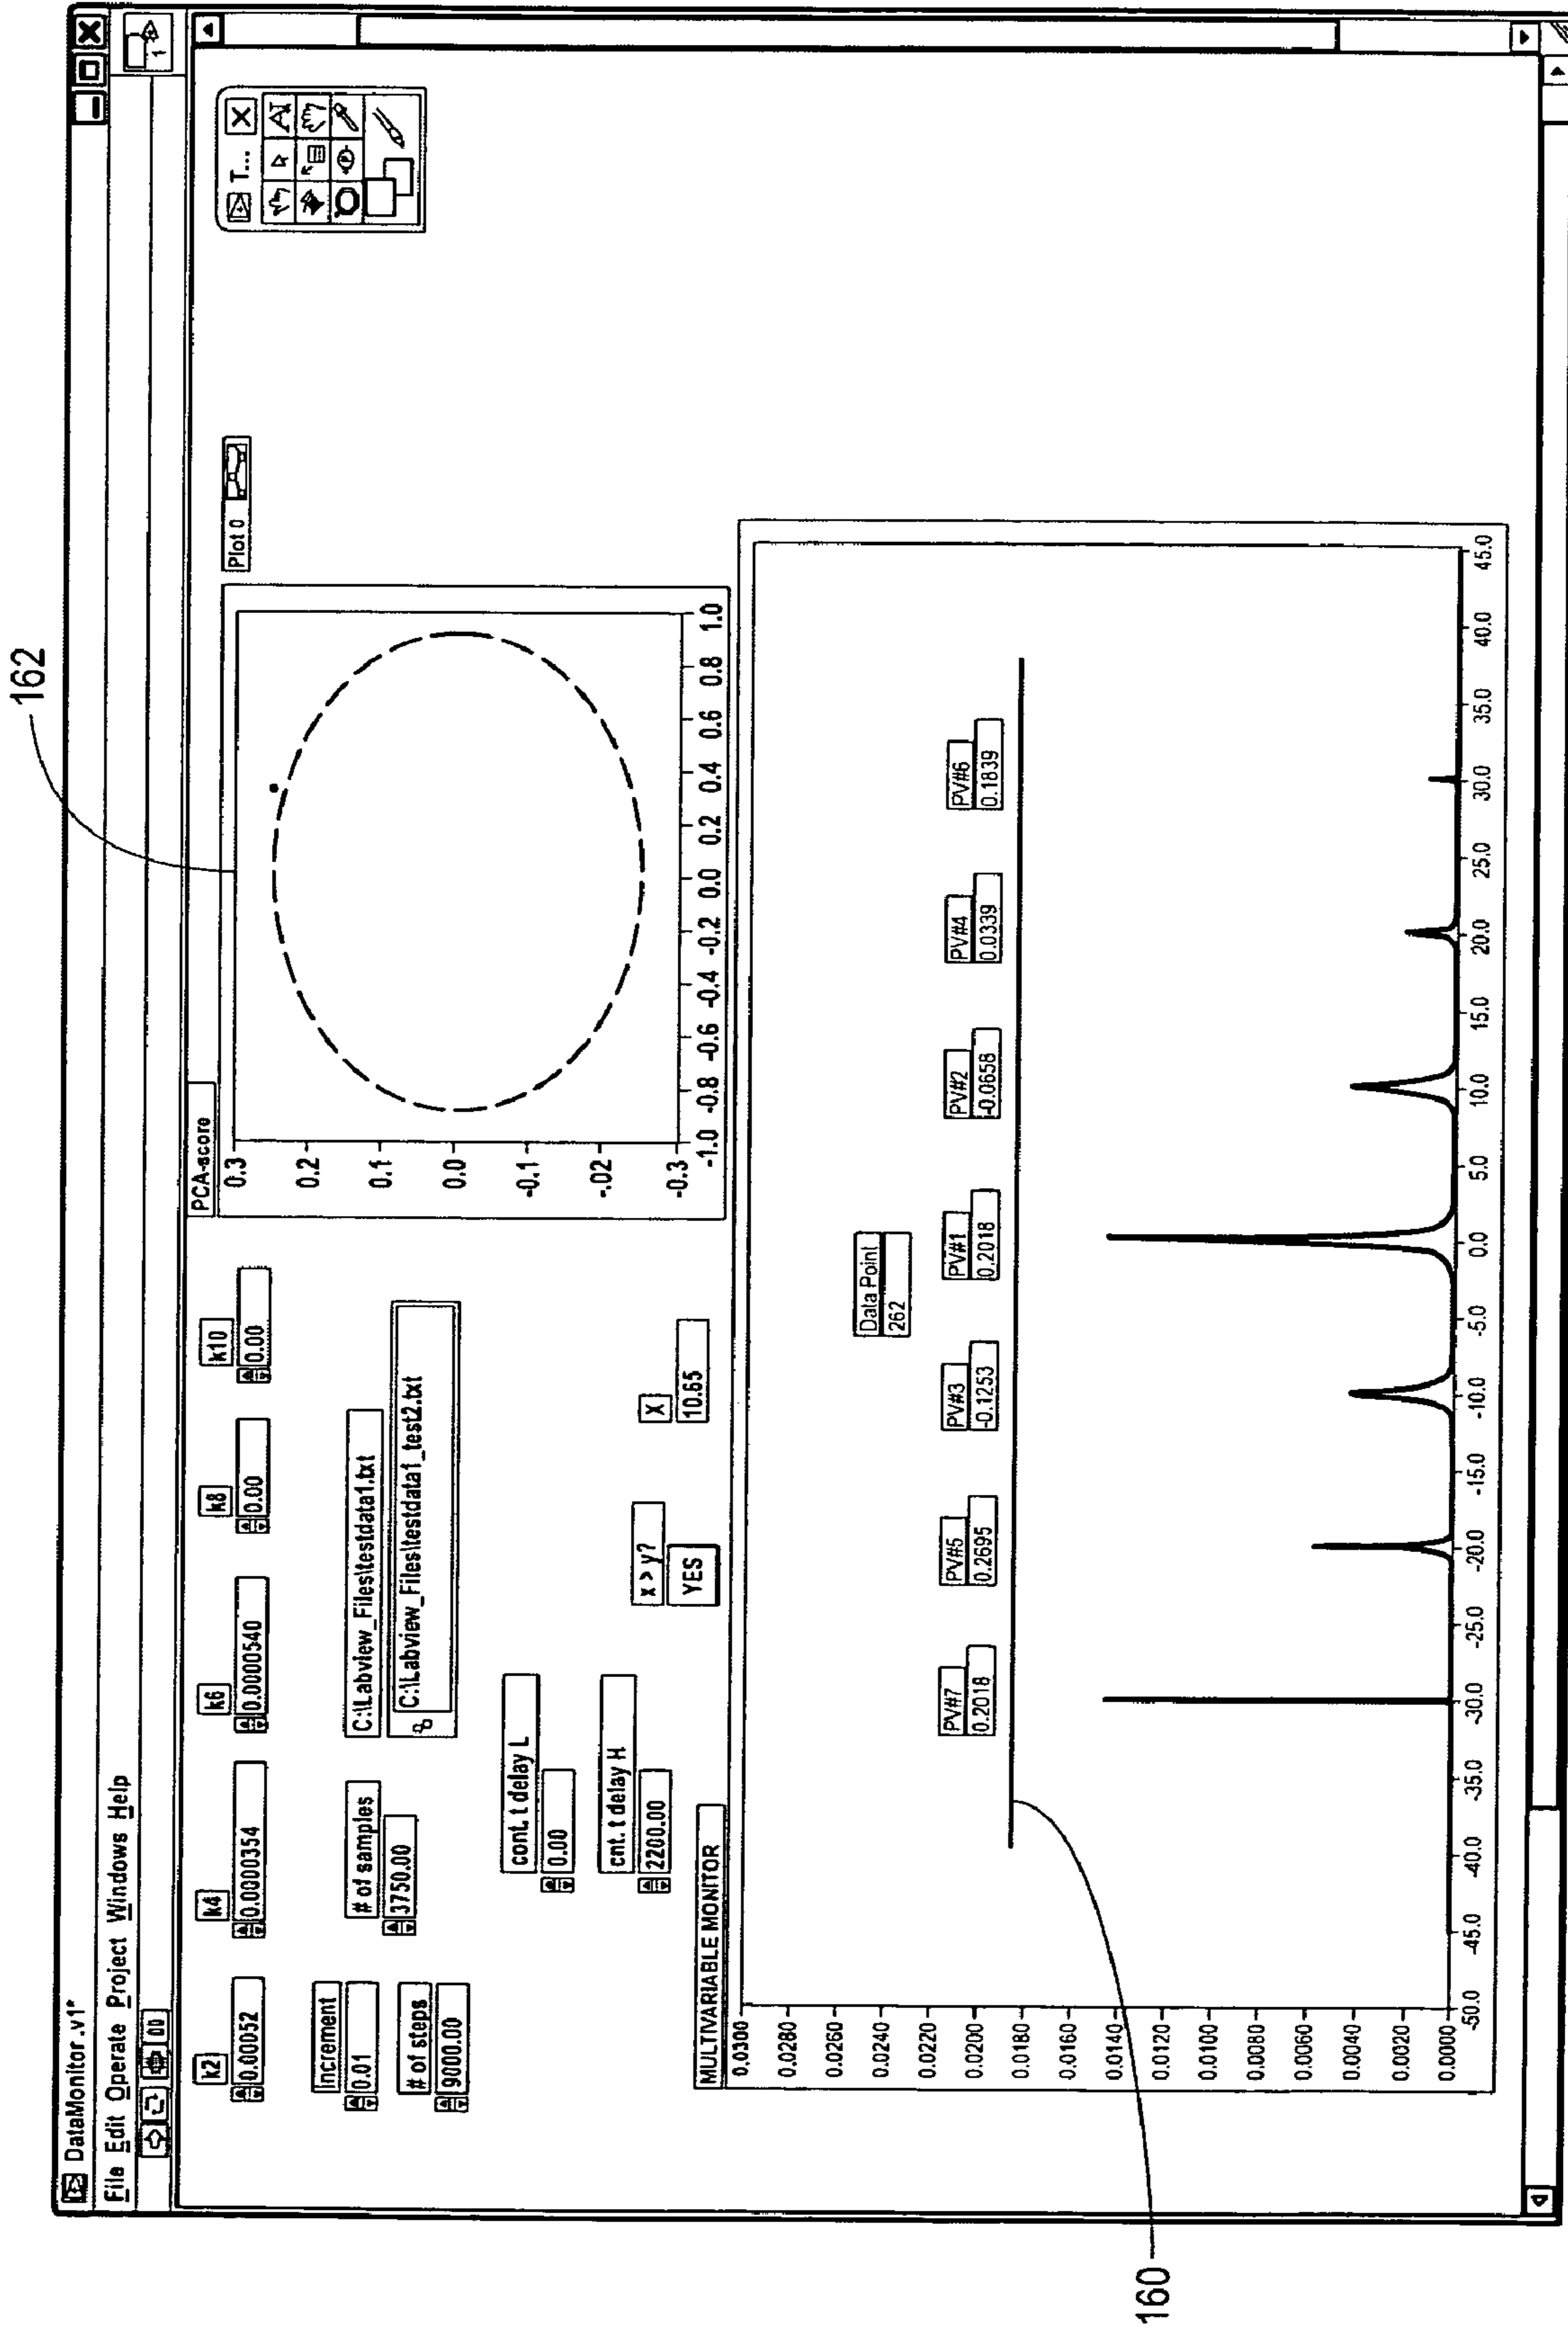 162
DataMonitor.v1*
File Edit Operate Project Windows Help
1
k2
0.00052
k4
0.0000354
k6
0.0000540
k8
0.00
k10
0.00
Increment
0.01
# of samples
3750.00
C:\Labview_Files\testdata1.txt
C:\Labview_Files\testdata1_test2.txt
# of steps
9000.00
cont. t delay L
0.00
cnt. t delay H
2200.00
x > y?
YES
X
10.65
PCA-score
0.3
0.2
0.1
0.0
-0.1
-.02
-0.3
-1.0 -0.8 -0.6 -0.4 -0.2 0.0 0.2 0.4 0.6 0.8 1.0
Plot 0
T...
MULTIVARIABLE MONITOR
0.0300
0.0280
0.0260
0.0240
0.0220
0.0200
0.0180
0.0160
0.0140
0.0120
0.0100
0.0080
0.0060
0.0040
0.0020
0.0000
Data Point
262
PV#7
0.2018
PV#5
0.2695
PV#3
-0.1253
PV#1
0.2018
PV#2
-0.0658
PV#4
0.0339
PV#6
0.1839
-50.0 -45.0 -40.0 -35.0 -30.0 -25.0 -20.0 -15.0 -10.0 -5.0 0.0 5.0 10.0 15.0 20.0 25.0 30.0 35.0 40.0 45.0
160